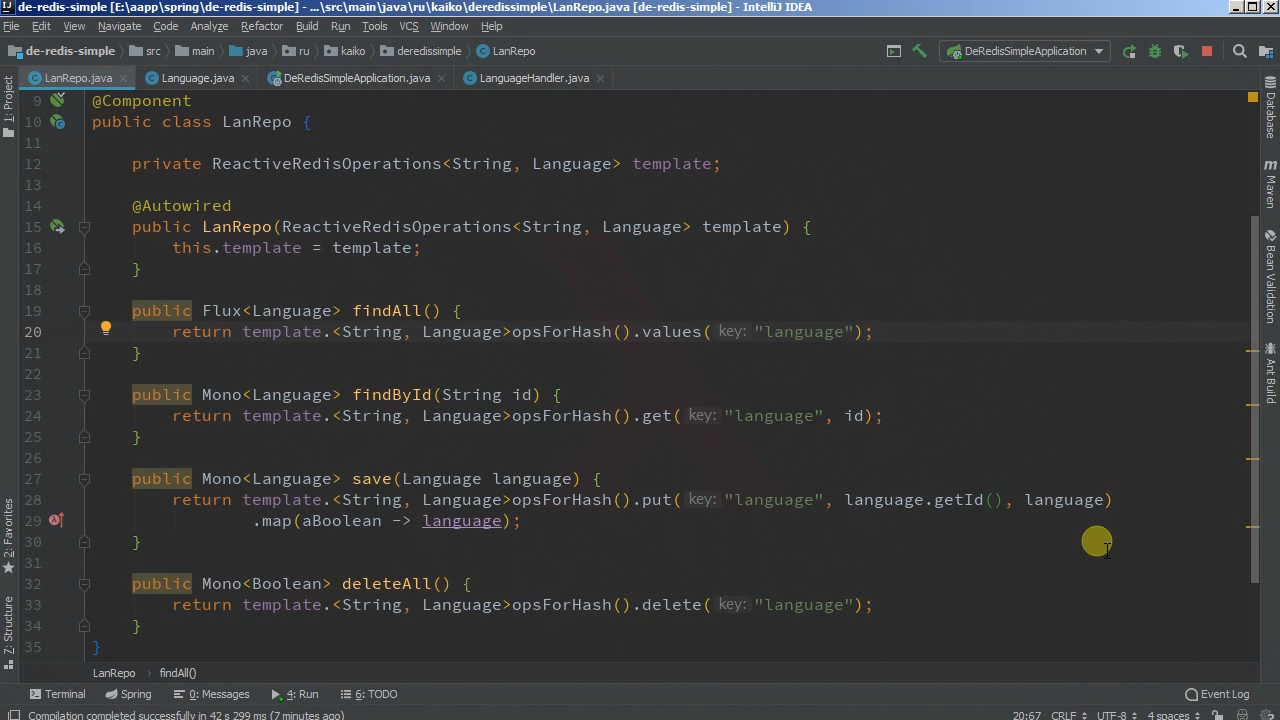 de-redis-simple [E:\aapp\spring\de-redis-simple] - ...\src\main\java\ru\kaiko\deredissimple\LanRepo.java [de-redis-simple] - IntelliJ IDEA
File Edit View Navigate Code Analyze Refactor Build Run Tools VCS Window Help
de-redis-simple src main java ru kaiko deredissimple LanRepo DeRedisSimpleApplication
LanRepo.java Language.java DeRedisSimpleApplication.java LanguageHandler.java
1: Project
2: Favorites
Z: Structure
9 @Component
10 public class LanRepo {
11
12 private ReactiveRedisOperations<String, Language> template;
13
14 @Autowired
15 public LanRepo(ReactiveRedisOperations<String, Language> template) {
16 this.template = template;
17 }
18
19 public Flux<Language> findAll() {
20 return template.<String, Language>opsForHash().values( key: "language");
21 }
22
23 public Mono<Language> findById(String id) {
24 return template.<String, Language>opsForHash().get( key: "language", id);
25 }
26
27 public Mono<Language> save(Language language) {
28 return template.<String, Language>opsForHash().put( key: "language", language.getId(), language)
29 .map(aBoolean -> language);
30 }
31
32 public Mono<Boolean> deleteAll() {
33 return template.<String, Language>opsForHash().delete( key: "language");
34 }
35 }
Database
Maven
Bean Validation
Ant Build
LanRepo findAll()
Terminal Spring 0: Messages 4: Run 6: TODO Event Log
Compilation completed successfully in 42 s 299 ms (7 minutes ago) 20:67 CRLF UTF-8 4 spaces